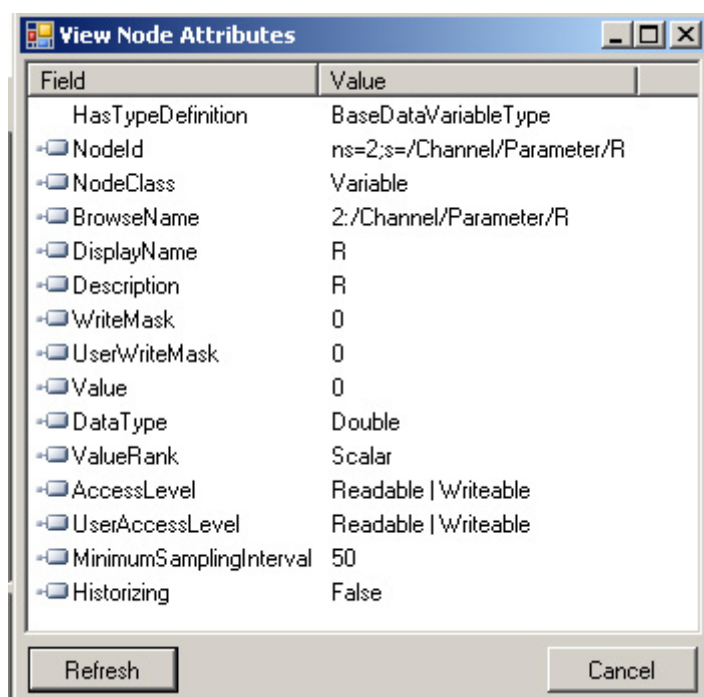 View Node Attributes
Field Value
HasTypeDefinition BaseDataVariableType
NodeId ns=2;s=/Channel/Parameter/R
NodeClass Variable
BrowseName 2:/Channel/Parameter/R
DisplayName R
Description R
WriteMask 0
UserWriteMask 0
Value 0
DataType Double
ValueRank Scalar
AccessLevel Readable | Writeable
UserAccessLevel Readable | Writeable
MinimumSamplingInterval 50
Historizing False
Refresh Cancel